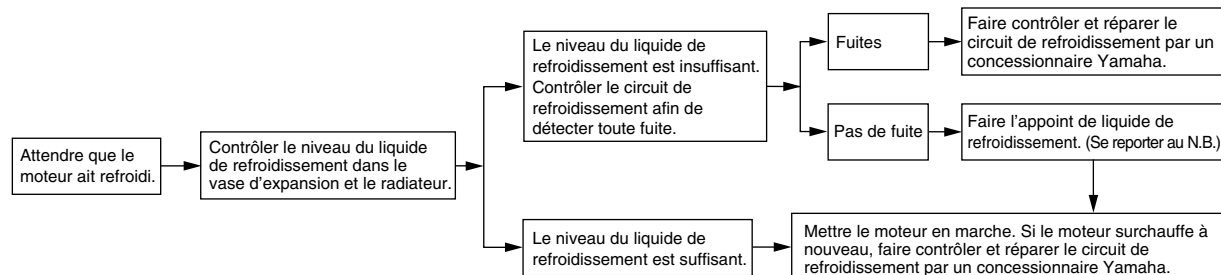 Attendre que le
moteur ait refroidi.
Contrôler le niveau du liquide
de refroidissement dans le
vase d'expansion et le radiateur.
Le niveau du liquide de
refroidissement est insuffisant.
Contrôler le circuit de
refroidissement afin de
détecter toute fuite.
Fuites
Faire contrôler et réparer le
circuit de refroidissement par un
concessionnaire Yamaha.
Pas de fuite
Faire l'appoint de liquide de
refroidissement. (Se reporter au N.B.)
Le niveau du liquide de
refroidissement est suffisant.
Mettre le moteur en marche. Si le moteur surchauffe à
nouveau, faire contrôler et réparer le circuit de
refroidissement par un concessionnaire Yamaha.